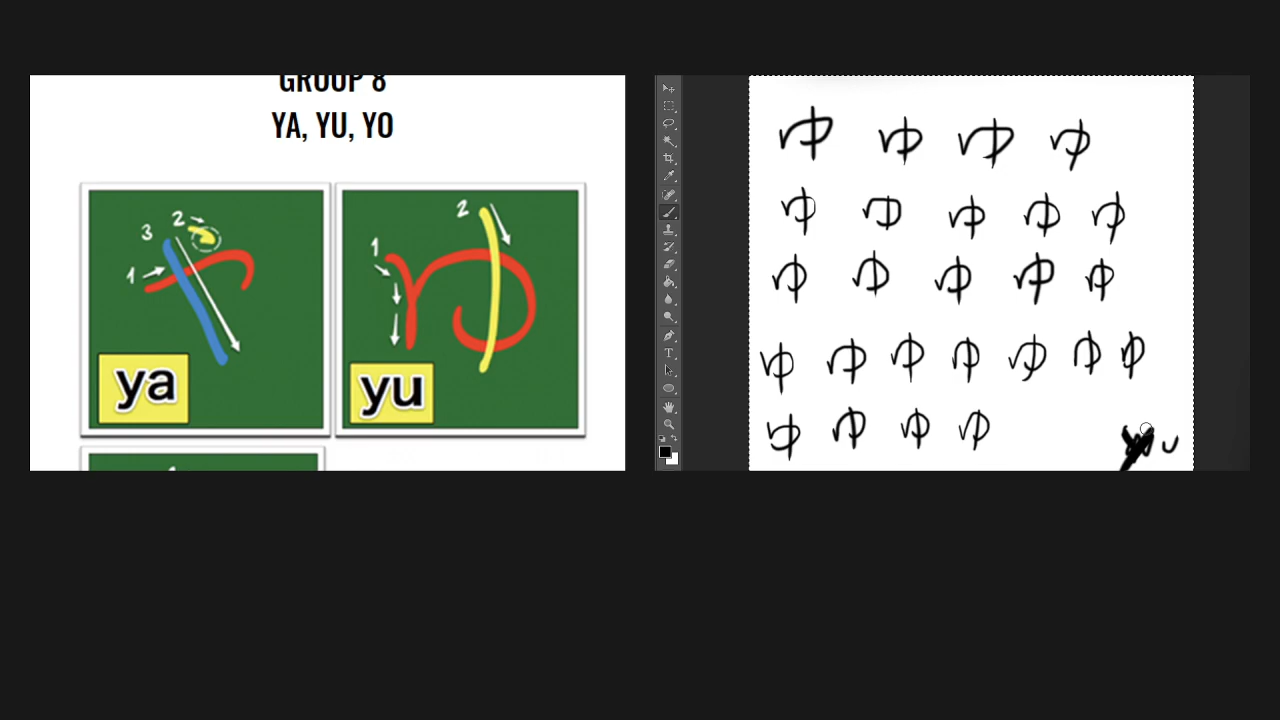 GROUP 8
YA, YU, YO
1 2 3
ya
1 2
yu
ゆ ゆ ゆ ゆ
ゆ ゆ ゆ ゆ ゆ
ゆ ゆ ゆ ゆ ゆ
ゆ ゆ ゆ ゆ ゆ ゆ ゆ
ゆ ゆ ゆ ゆ